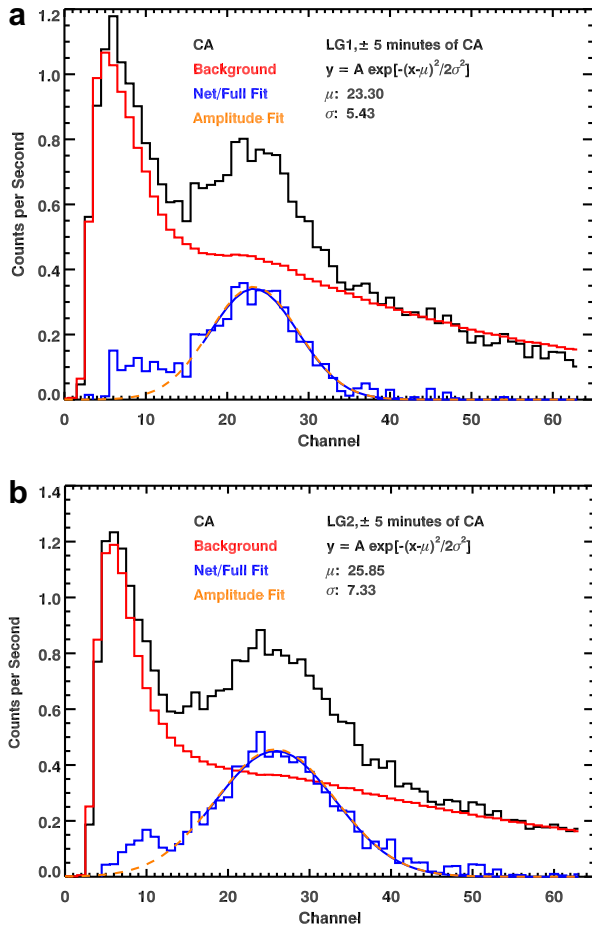 a
1.2
1.0
0.8
0.6
0.4
0.2
0.0
Counts per Second
CA
Background
Net/Full Fit
Amplitude Fit
LG1, ± 5 minutes of CA
y = A exp[-(x-μ)²/2σ²]
μ: 23.30
σ: 5.43
0 10 20 30 40 50 60
Channel
b
1.4
1.2
1.0
0.8
0.6
0.4
0.2
0.0
Counts per Second
CA
Background
Net/Full Fit
Amplitude Fit
LG2, ± 5 minutes of CA
y = A exp[-(x-μ)²/2σ²]
μ: 25.85
σ: 7.33
0 10 20 30 40 50 60
Channel